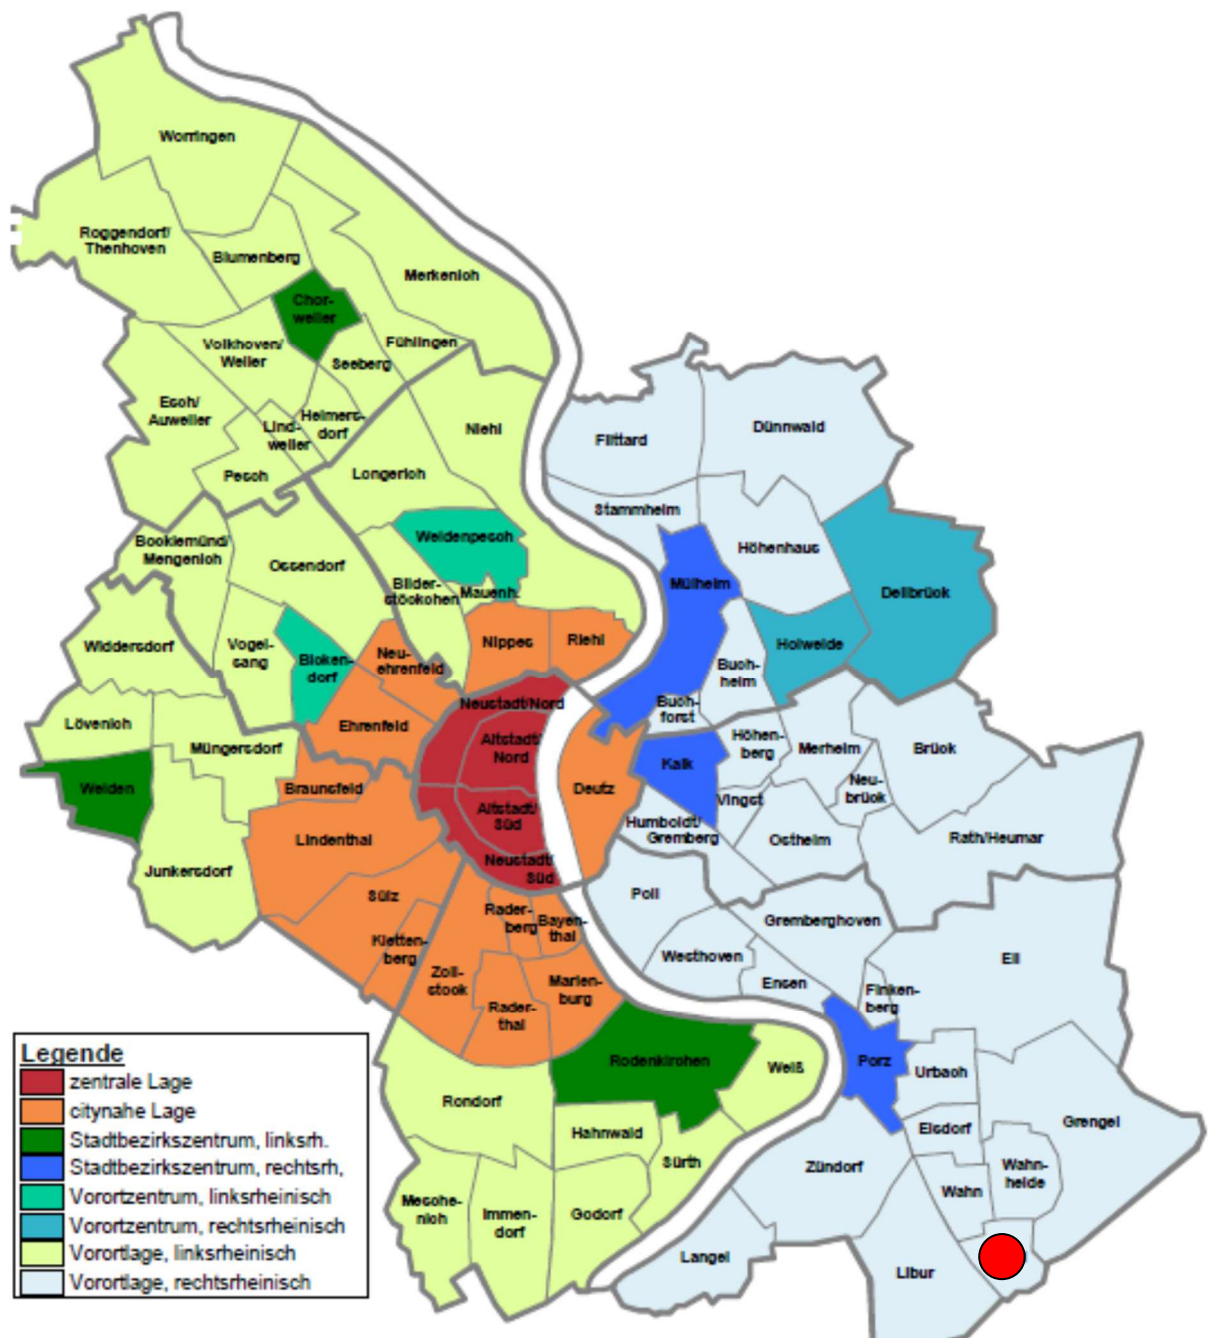 Worringen
Roggendorf/
Thenhoven
Blumenberg
Merkenich
Chor-
weiler
Volkhoven/
Weiler
Fühlingen
Seeberg
Esch/
Auweiler
Heimers-
dorf
Lind-
weiler
Pesch
Niehl
Longerich
Flittard
Dünnwald
Stammheim
Höhenhaus
Weidenpesch
Bocklemünd/
Mengenich
Ossendorf
Bilder-
stöckchen
Mauenh.
Mülheim
Dellbrück
Widdersdorf
Vogel-
sang
Bicken-
dorf
Neu-
ehrenfeld
Nippes
Riehl
Holweide
Buch-
heim
Buch-
forst
Neustadt/Nord
Lövenich
Müngersdorf
Ehrenfeld
Altstadt/
Nord
Höhen-
berg
Merheim
Brück
Weiden
Braunsfeld
Deutz
Kalk
Neu-
brück
Vingst
Altstadt/
Süd
Humboldt/
Gremberg
Ostheim
Rath/Heumar
Lindenthal
Junkersdorf
Neustadt/
Süd
Sülz
Poll
Rader-
berg
Bayen-
thal
Gremberghoven
Kletten-
berg
Westhoven
Eil
Zoll-
stock
Marien-
burg
Ensen
Finken-
berg
Rader-
thal
Rodenkirchen
Weiß
Porz
Urbach
Rondorf
Hahnwald
Elsdorf
Grengel
Sürth
Zündorf
Wahn-
heide
Wahn
Mesche-
nich
Immen-
dorf
Godorf
Langel
Libur
Legende
zentrale Lage
citynahe Lage
Stadtbezirkszentrum, linksrh.
Stadtbezirkszentrum, rechtsrh,
Vorortzentrum, linksrheinisch
Vorortzentrum, rechtsrheinisch
Vorortlage, linksrheinisch
Vorortlage, rechtsrheinisch